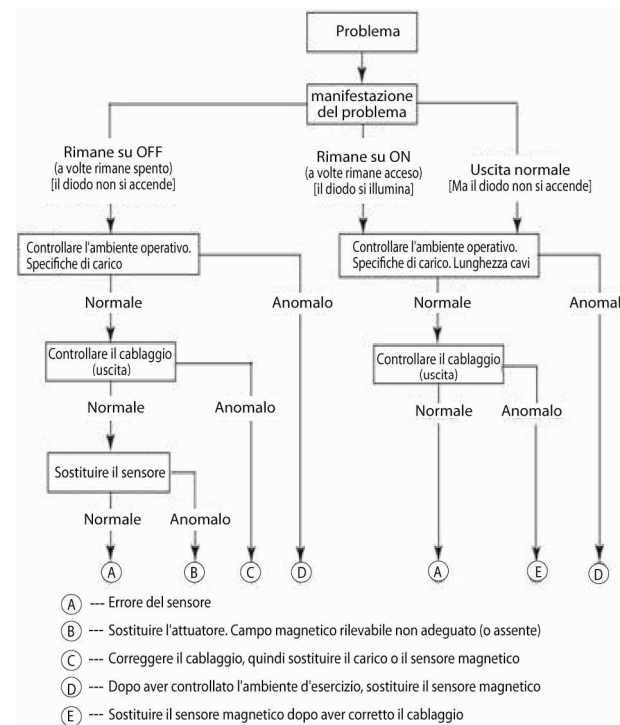 Problema
manifestazione
del problema
Rimane su OFF
(a volte rimane spento)
[il diodo non si accende]
Rimane su ON
(a volte rimane acceso)
[il diodo si illumina]
Uscita normale
[Ma il diodo non si accende]
Controllare l'ambiente operativo.
Specifiche di carico
Controllare l'ambiente operativo.
Specifiche di carico. Lunghezza cavi
Normale
Anomalo
Normale
Anomal
Controllare il cablaggio
(uscita)
Controllare il cablaggio
(uscita)
Normale
Anomalo
Normale
Anomalo
Sostituire il sensore
Normale
Anomalo
A
B
C
D
A
E
D
A --- Errore del sensore
B --- Sostituire l'attuatore. Campo magnetico rilevabile non adeguato (o assente)
C --- Correggere il cablaggio, quindi sostituire il carico o il sensore magnetico
D --- Dopo aver controllato l'ambiente d'esercizio, sostituire il sensore magnetico
E --- Sostituire il sensore magnetico dopo aver corretto il cablaggio